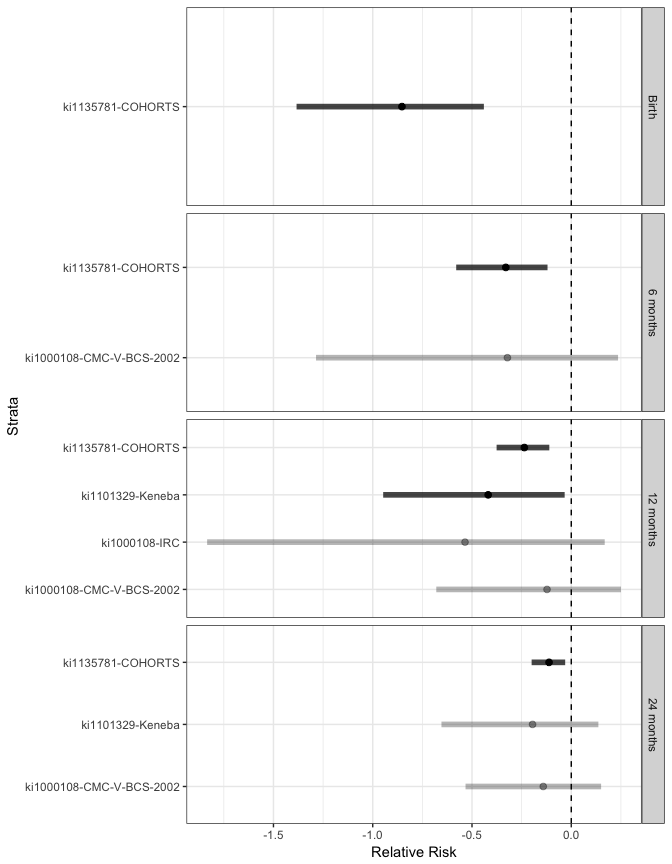 Strata
ki1135781-COHORTS
Birth
ki1135781-COHORTS
ki1000108-CMC-V-BCS-2002
6 months
ki1135781-COHORTS
ki1101329-Keneba
ki1000108-IRC
ki1000108-CMC-V-BCS-2002
12 months
ki1135781-COHORTS
ki1101329-Keneba
ki1000108-CMC-V-BCS-2002
24 months
-1.5 -1.0 -0.5 0.0
Relative Risk